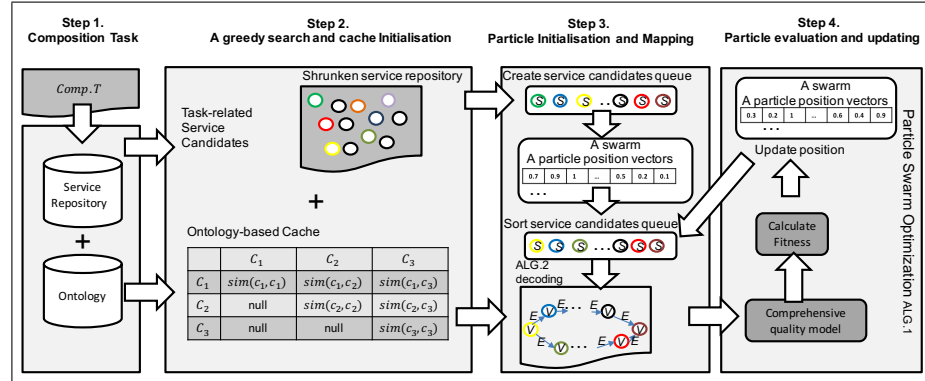 Step 1.
Composition Task
Step 2.
A greedy search and cache Initialisation
Step 3.
Particle Initialisation and Mapping
Step 4.
Particle evaluation and updating
Comp.T
Service
Repository
+
Ontology
Shrunken service repository
Task-related
Service
Candidates
+
Ontology-based Cache
C₁ C₂ C₃
C₁ sim(c₁,c₁) sim(c₁,c₂) sim(c₁,c₃)
C₂ null sim(c₂,c₂) sim(c₂,c₃)
C₃ null null sim(c₃,c₃)
Create service candidates queue
S S S ... S S S
A swarm
A particle position vectors
0.7 0.9 1 .. 0.5 0.2 0.1
...
Sort service candidates queue
S S S ... S S S
ALG.2
decoding
V E V E ... V E V E V E V E ... V E V E
A swarm
A particle position vectors
0.3 0.2 1 .. 0.6 0.4 0.9
...
Update position
Calculate
Fitness
Comprehensive
quality model
Particle Swarm Optimization ALG.1